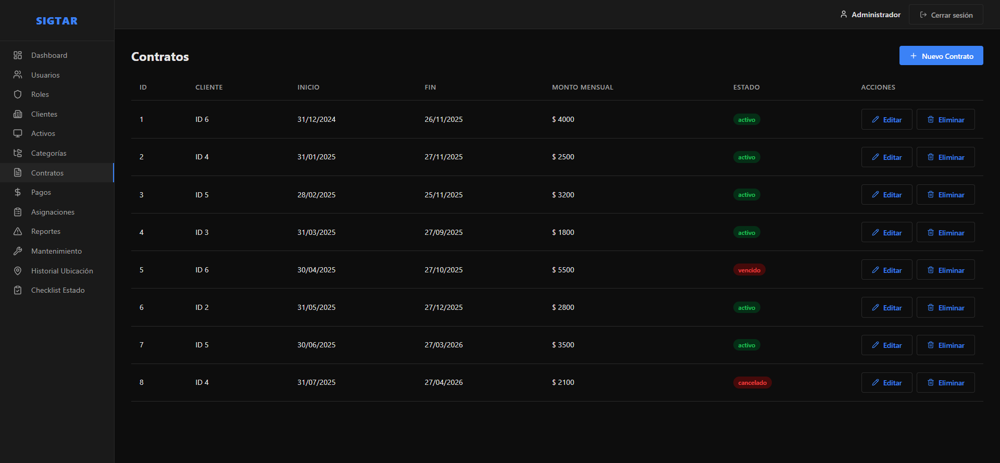 SIGTAR
Administrador
Cerrar sesión
Dashboard
Usuarios
Roles
Clientes
Activos
Categorías
Contratos
Pagos
Asignaciones
Reportes
Mantenimiento
Historial Ubicación
Checklist Estado
Contratos
Nuevo Contrato
ID CLIENTE INICIO FIN MONTO MENSUAL ESTADO ACCIONES
1 ID 6 31/12/2024 26/11/2025 $ 4000 activo Editar Eliminar
2 ID 4 31/01/2025 27/11/2025 $ 2500 activo Editar Eliminar
3 ID 5 28/02/2025 25/11/2025 $ 3200 activo Editar Eliminar
4 ID 3 31/03/2025 27/09/2025 $ 1800 activo Editar Eliminar
5 ID 6 30/04/2025 27/10/2025 $ 5500 vencido Editar Eliminar
6 ID 2 31/05/2025 27/12/2025 $ 2800 activo Editar Eliminar
7 ID 5 30/06/2025 27/03/2026 $ 3500 activo Editar Eliminar
8 ID 4 31/07/2025 27/04/2026 $ 2100 cancelado Editar Eliminar